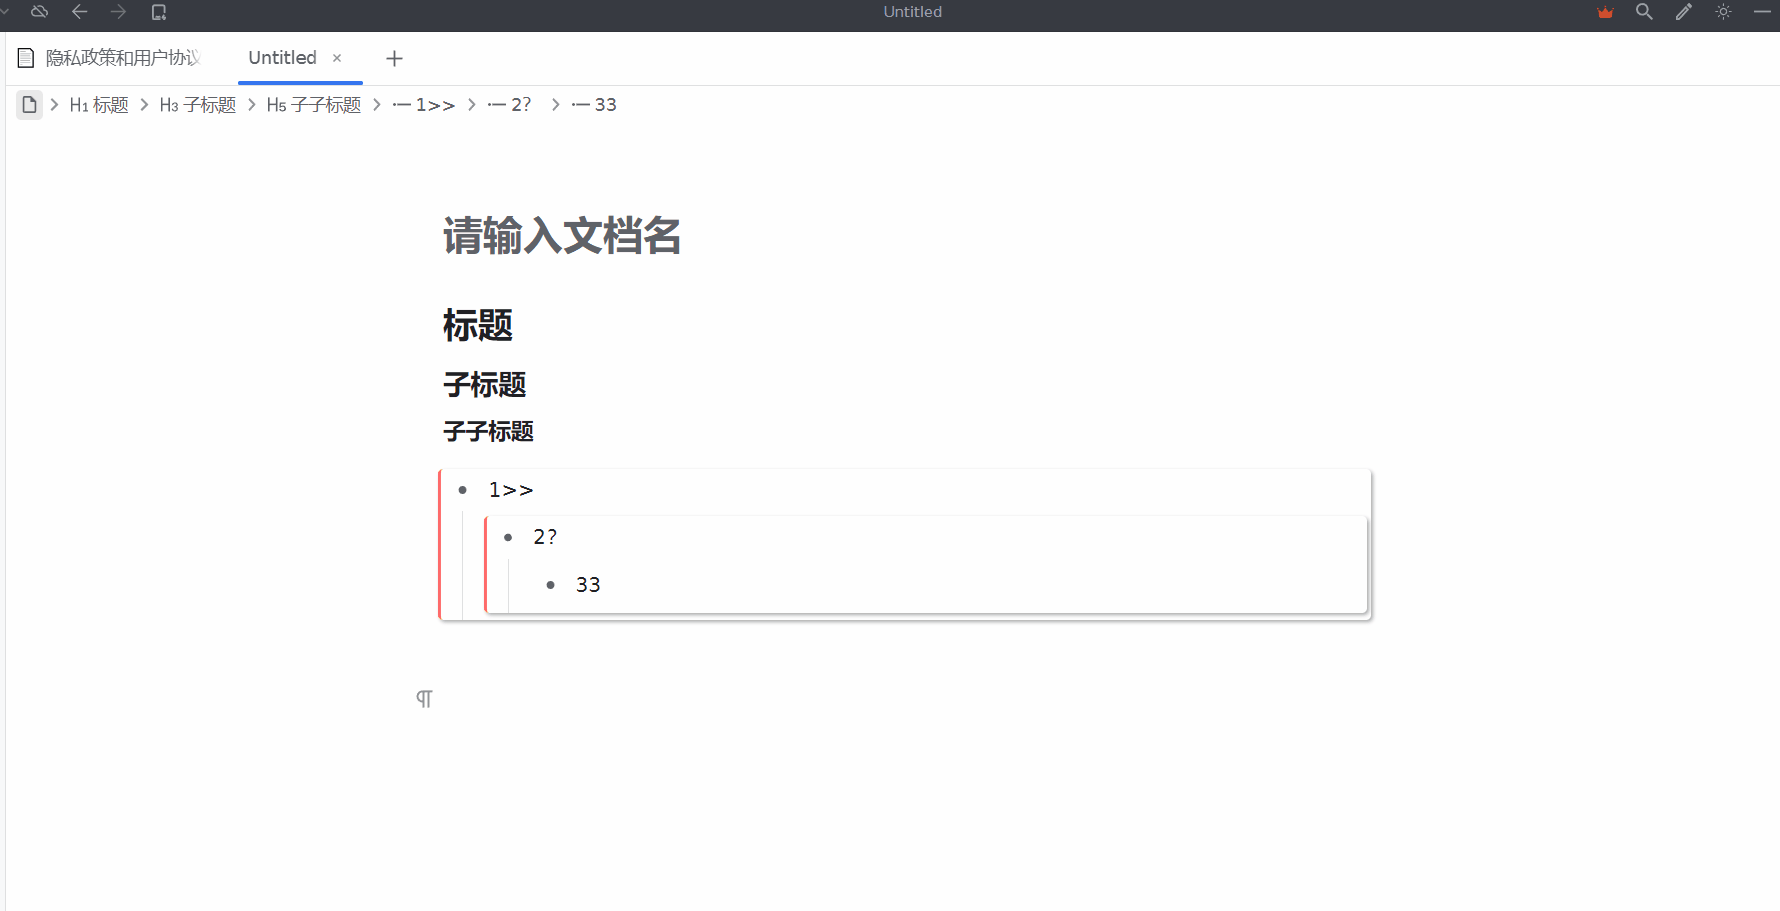 Untitled
隐私政策和用户协议
Untitled ×
H1 标题 > H3 子标题 > H5 子子标题 > 1>> > 2? > 33
请输入文档名
标题
子标题
子子标题
• 1>>
• 2?
• 33
¶